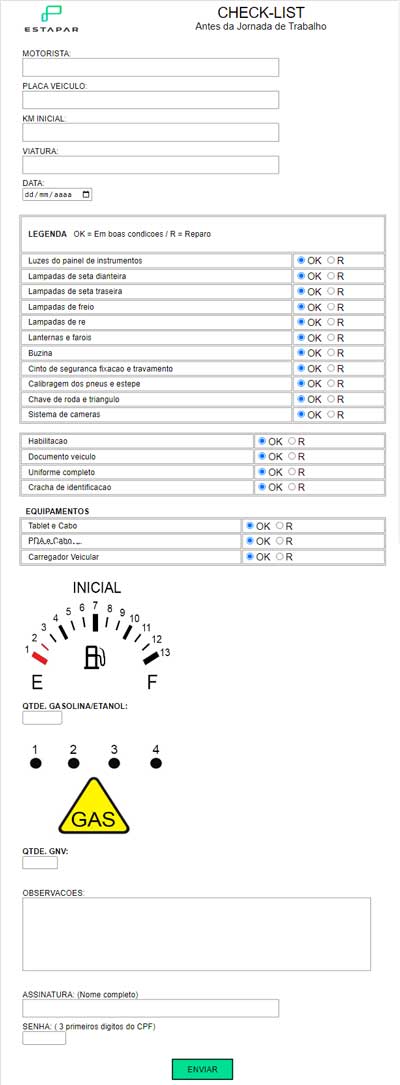 ESTAPAR
CHECK-LIST
Antes da Jornada de Trabalho
MOTORISTA:
PLACA VEICULO:
KM INICIAL:
VIATURA:
DATA:
dd/mm/aaaa
LEGENDA OK = Em boas condicoes / R = Reparo
Luzes do painel de instrumentos OK R
Lampadas de seta dianteira OK R
Lampadas de seta traseira OK R
Lampadas de freio OK R
Lampadas de re OK R
Lanternas e farois OK R
Buzina OK R
Cinto de seguranca fixacao e travamento OK R
Calibragem dos pneus e estepe OK R
Chave de roda e triangulo OK R
Sistema de cameras OK R
Habilitacao OK R
Documento veiculo OK R
Uniforme completo OK R
Cracha de identificacao OK R
EQUIPAMENTOS
Tablet e Cabo OK R
PDA e Cabo OK R
Carregador Veicular OK R
INICIAL
1 2 3 4 5 6 7 8 9 10 11 12 13
E F
QTDE. GASOLINA/ETANOL:
1 2 3 4
GAS
QTDE. GNV:
OBSERVACOES:
ASSINATURA: (Nome completo)
SENHA: ( 3 primeiros digitos do CPF)
ENVIAR